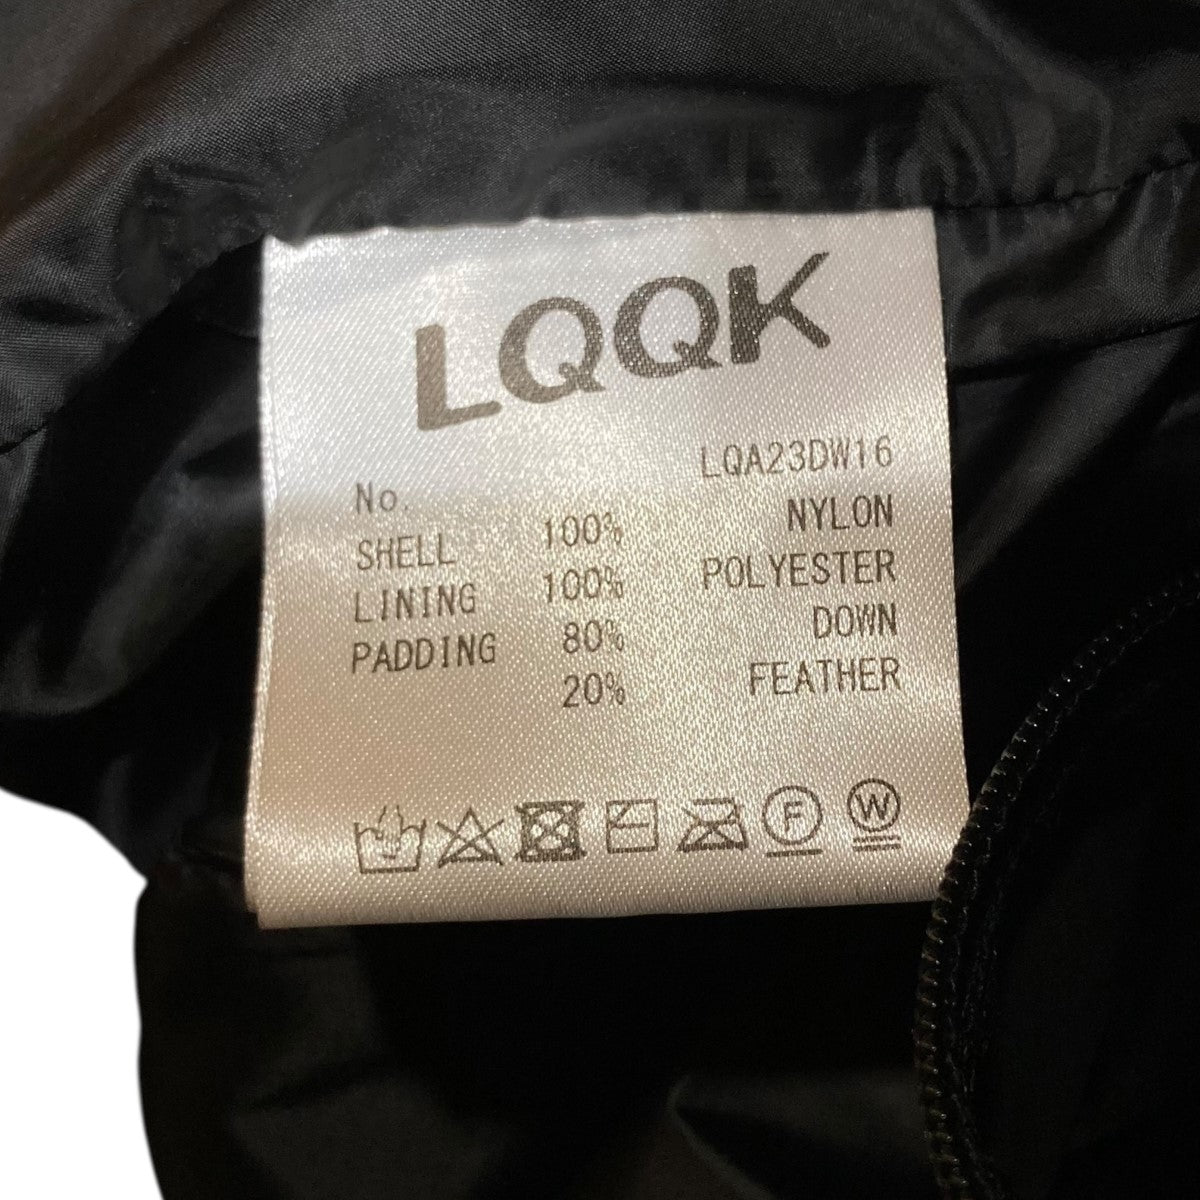 LQQK
No. LQA23DW16
SHELL 100% NYLON
LINING 100% POLYESTER
PADDING 80% DOWN
20% FEATHER
F W